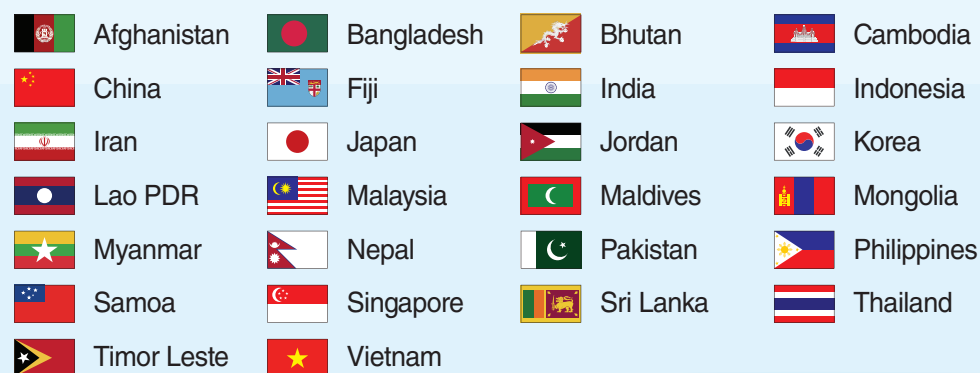 Afghanistan Bangladesh Bhutan Cambodia
China Fiji India Indonesia
Iran Japan Jordan Korea
Lao PDR Malaysia Maldives Mongolia
Myanmar Nepal Pakistan Philippines
Samoa Singapore Sri Lanka Thailand
Timor Leste Vietnam